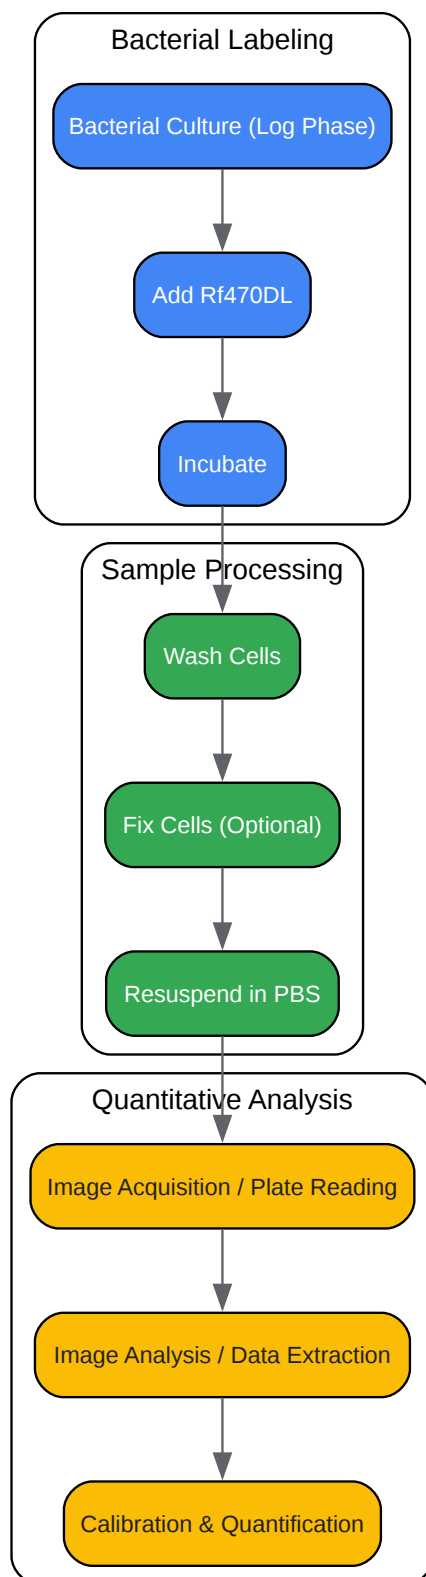 Bacterial Labeling
Bacterial Culture (Log Phase)
Add Rf470DL
Incubate
Sample Processing
Wash Cells
Fix Cells (Optional)
Resuspend in PBS
Quantitative Analysis
Image Acquisition / Plate Reading
Image Analysis / Data Extraction
Calibration & Quantification